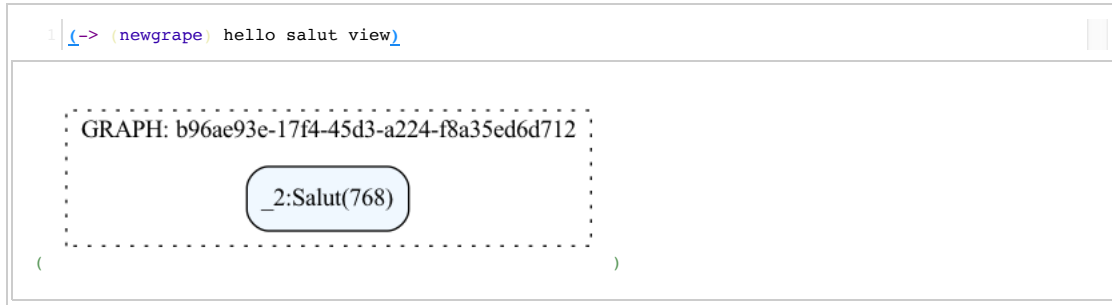 1 (-> (newgrape) hello salut view)
GRAPH: b96ae93e-17f4-45d3-a224-f8a35ed6d712
_2:Salut(768)
( )